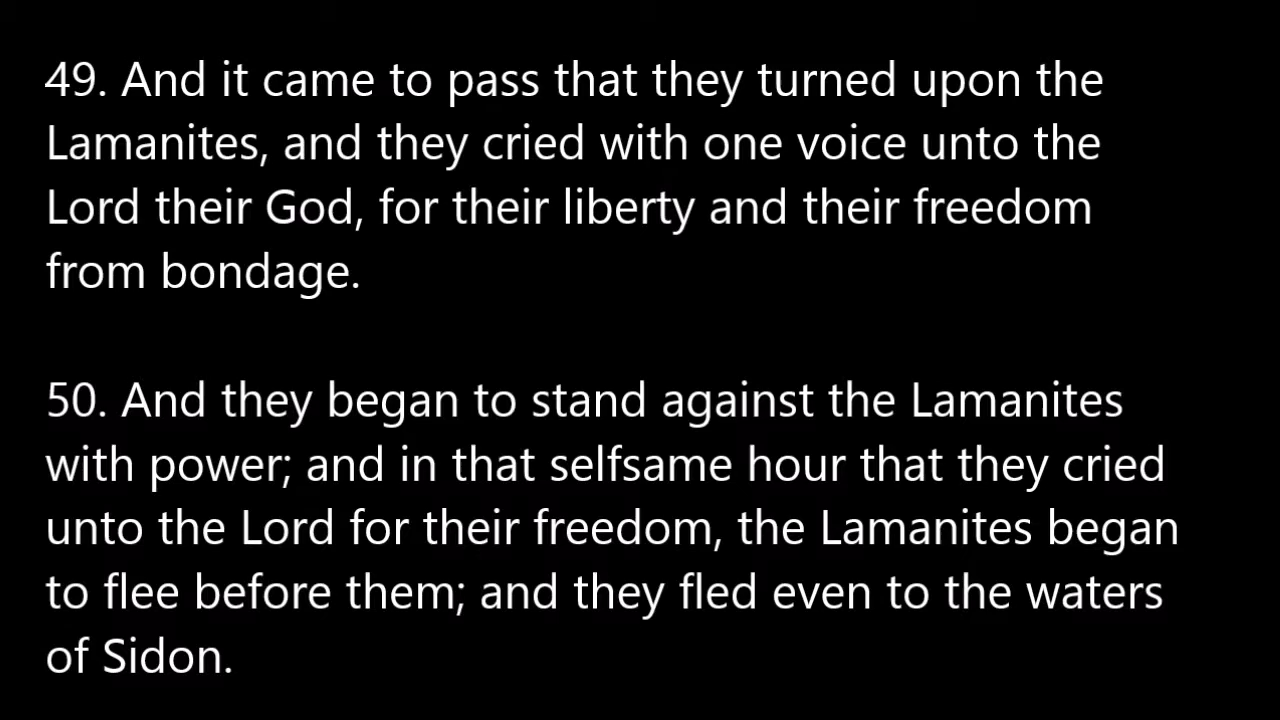 49. And it came to pass that they turned upon the
Lamanites, and they cried with one voice unto the
Lord their God, for their liberty and their freedom
from bondage.
50. And they began to stand against the Lamanites
with power; and in that selfsame hour that they cried
unto the Lord for their freedom, the Lamanites began
to flee before them; and they fled even to the waters
of Sidon.